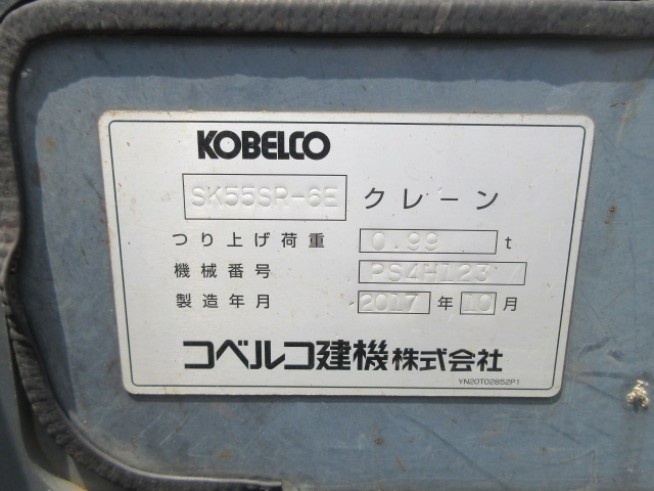 KOBELCO
SK55SR-6E クレーン
つり上げ荷重 0.99 t
機械番号 PS4H123
製造年月 2017 年 10 月
コベルコ建機株式会社
YN20T02852P1